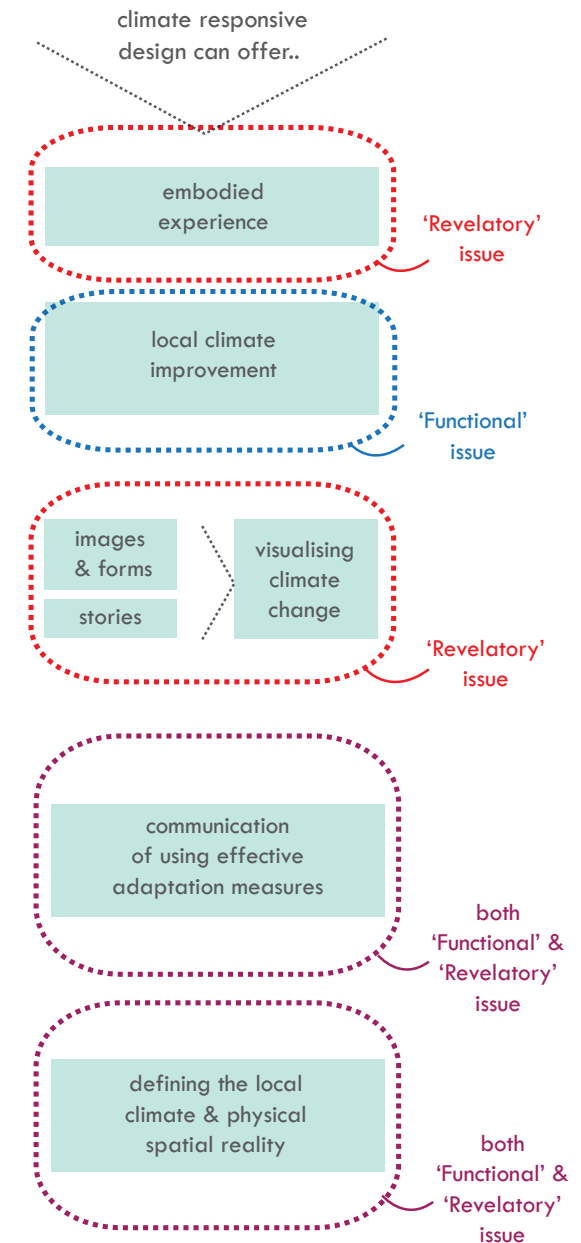 climate responsive
design can offer..
embodied
experience
‘Revelatory’
issue
local climate
improvement
‘Functional’
issue
images
& forms
stories
visualising
climate
change
‘Revelatory’
issue
communication
of using effective
adaptation measures
both
‘Functional’ &
‘Revelatory’
issue
defining the local
climate & physical
spatial reality
both
‘Functional’ &
‘Revelatory’
issue